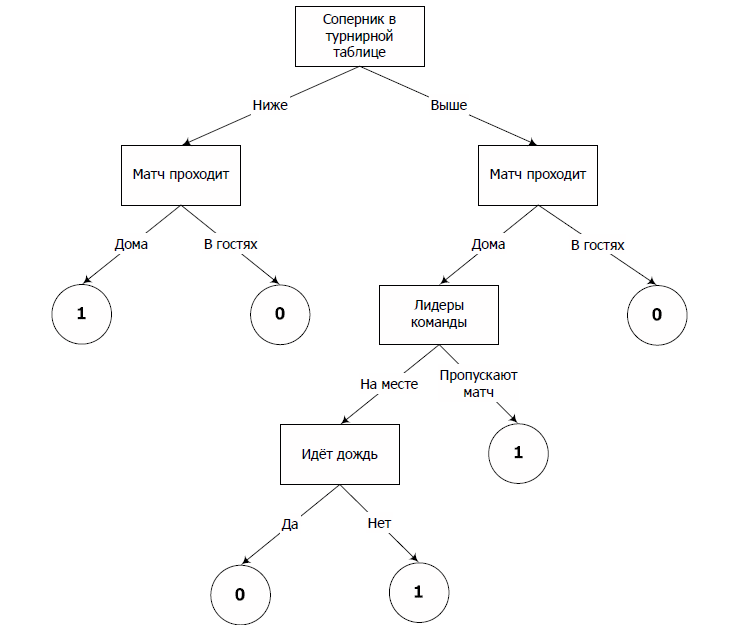 Соперник в
турнирной
таблице
Ниже
Выше
Матч проходит
Матч проходит
Дома
В гостях
Дома
В гостях
1
0
Лидеры
команды
0
На месте
Пропускают
матч
Идёт дождь
1
Да
Нет
0
1